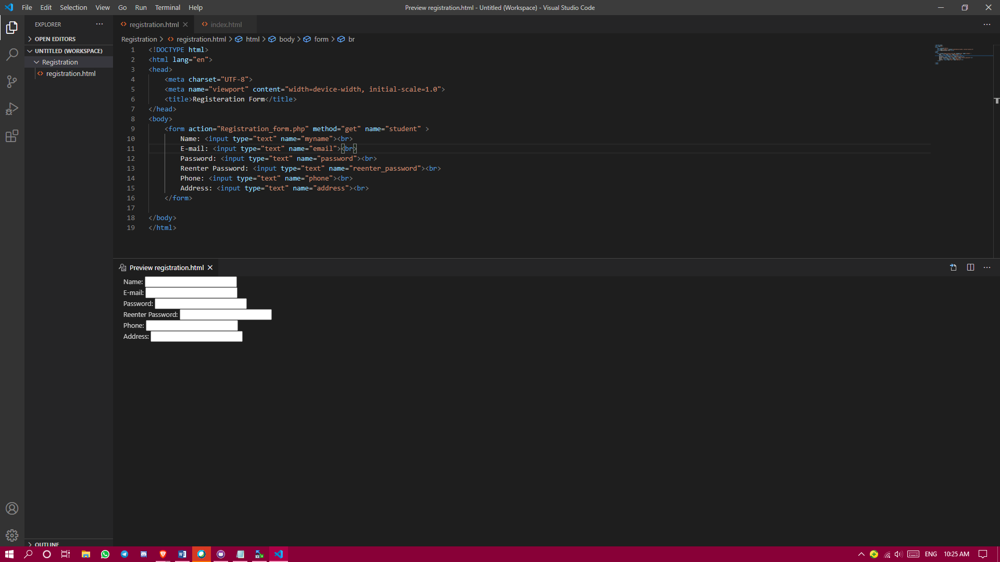 File Edit Selection View Go Run Terminal Help Preview registration.html - Untitled (Workspace) - Visual Studio Code
EXPLORER
OPEN EDITORS
UNTITLED (WORKSPACE)
Registration
registration.html
OUTLINE
registration.html index.html
Registration > registration.html > html > body > form > br
1 <!DOCTYPE html>
2 <html lang="en">
3 <head>
4 <meta charset="UTF-8">
5 <meta name="viewport" content="width=device-width, initial-scale=1.0">
6 <title>Registeration Form</title>
7 </head>
8 <body>
9 <form action="Registration_form.php" method="get" name="student" >
10 Name: <input type="text" name="myname"><br>
11 E-mail: <input type="text" name="email"><br>
12 Password: <input type="text" name="password"><br>
13 Reenter Password: <input type="text" name="reenter_password"><br>
14 Phone: <input type="text" name="phone"><br>
15 Address: <input type="text" name="address"><br>
16 </form>
17
18 </body>
19 </html>
Preview registration.html
Name:
E-mail:
Password:
Reenter Password:
Phone:
Address:
ENG 10:25 AM